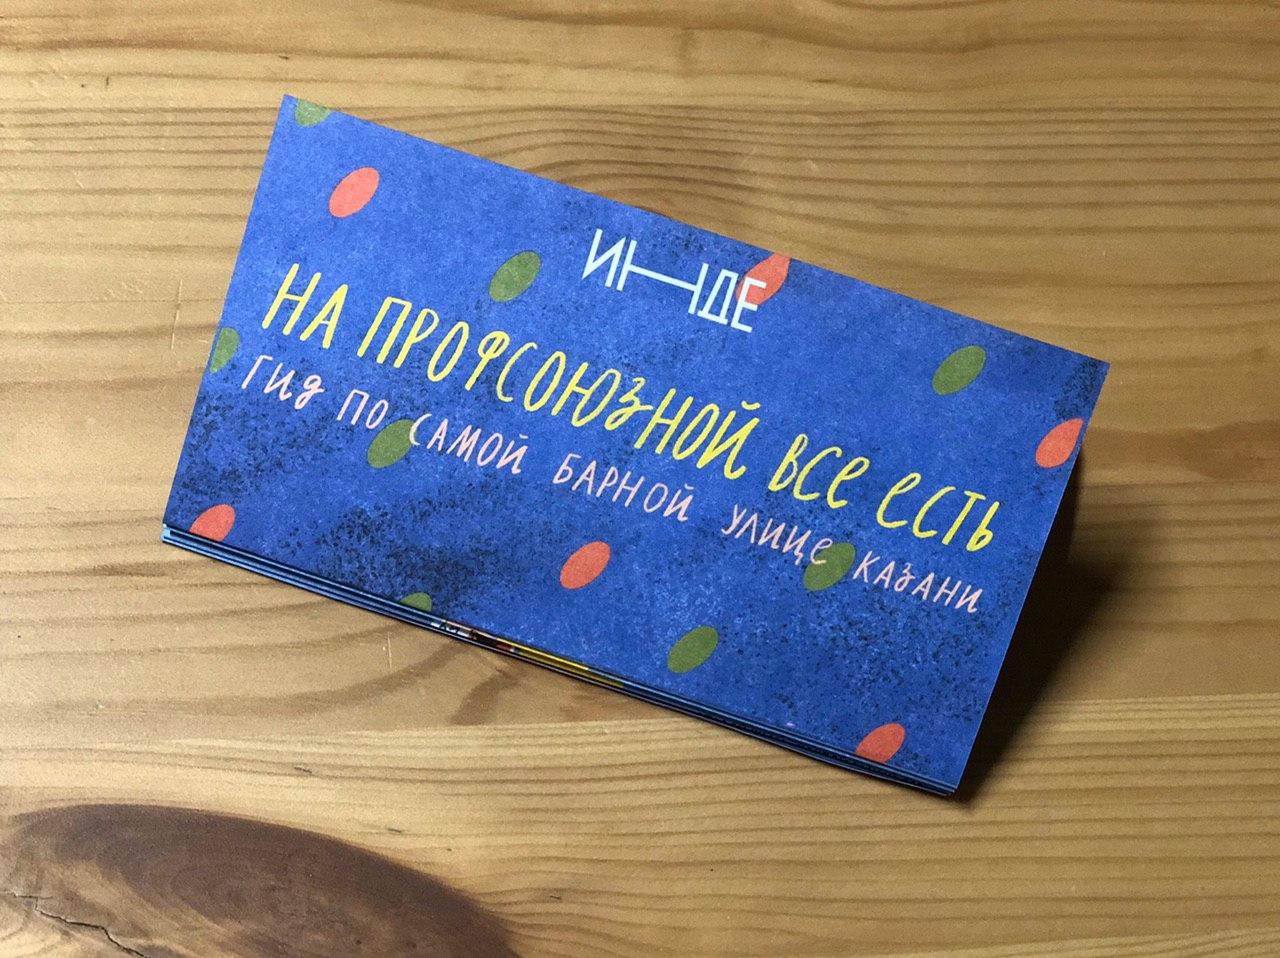 ИНДЕ
НА ПРОФСОЮЗНОЙ ВСЕ ЕСТЬ
ГИД ПО САМОЙ БАРНОЙ УЛИЦЕ КАЗАНИ